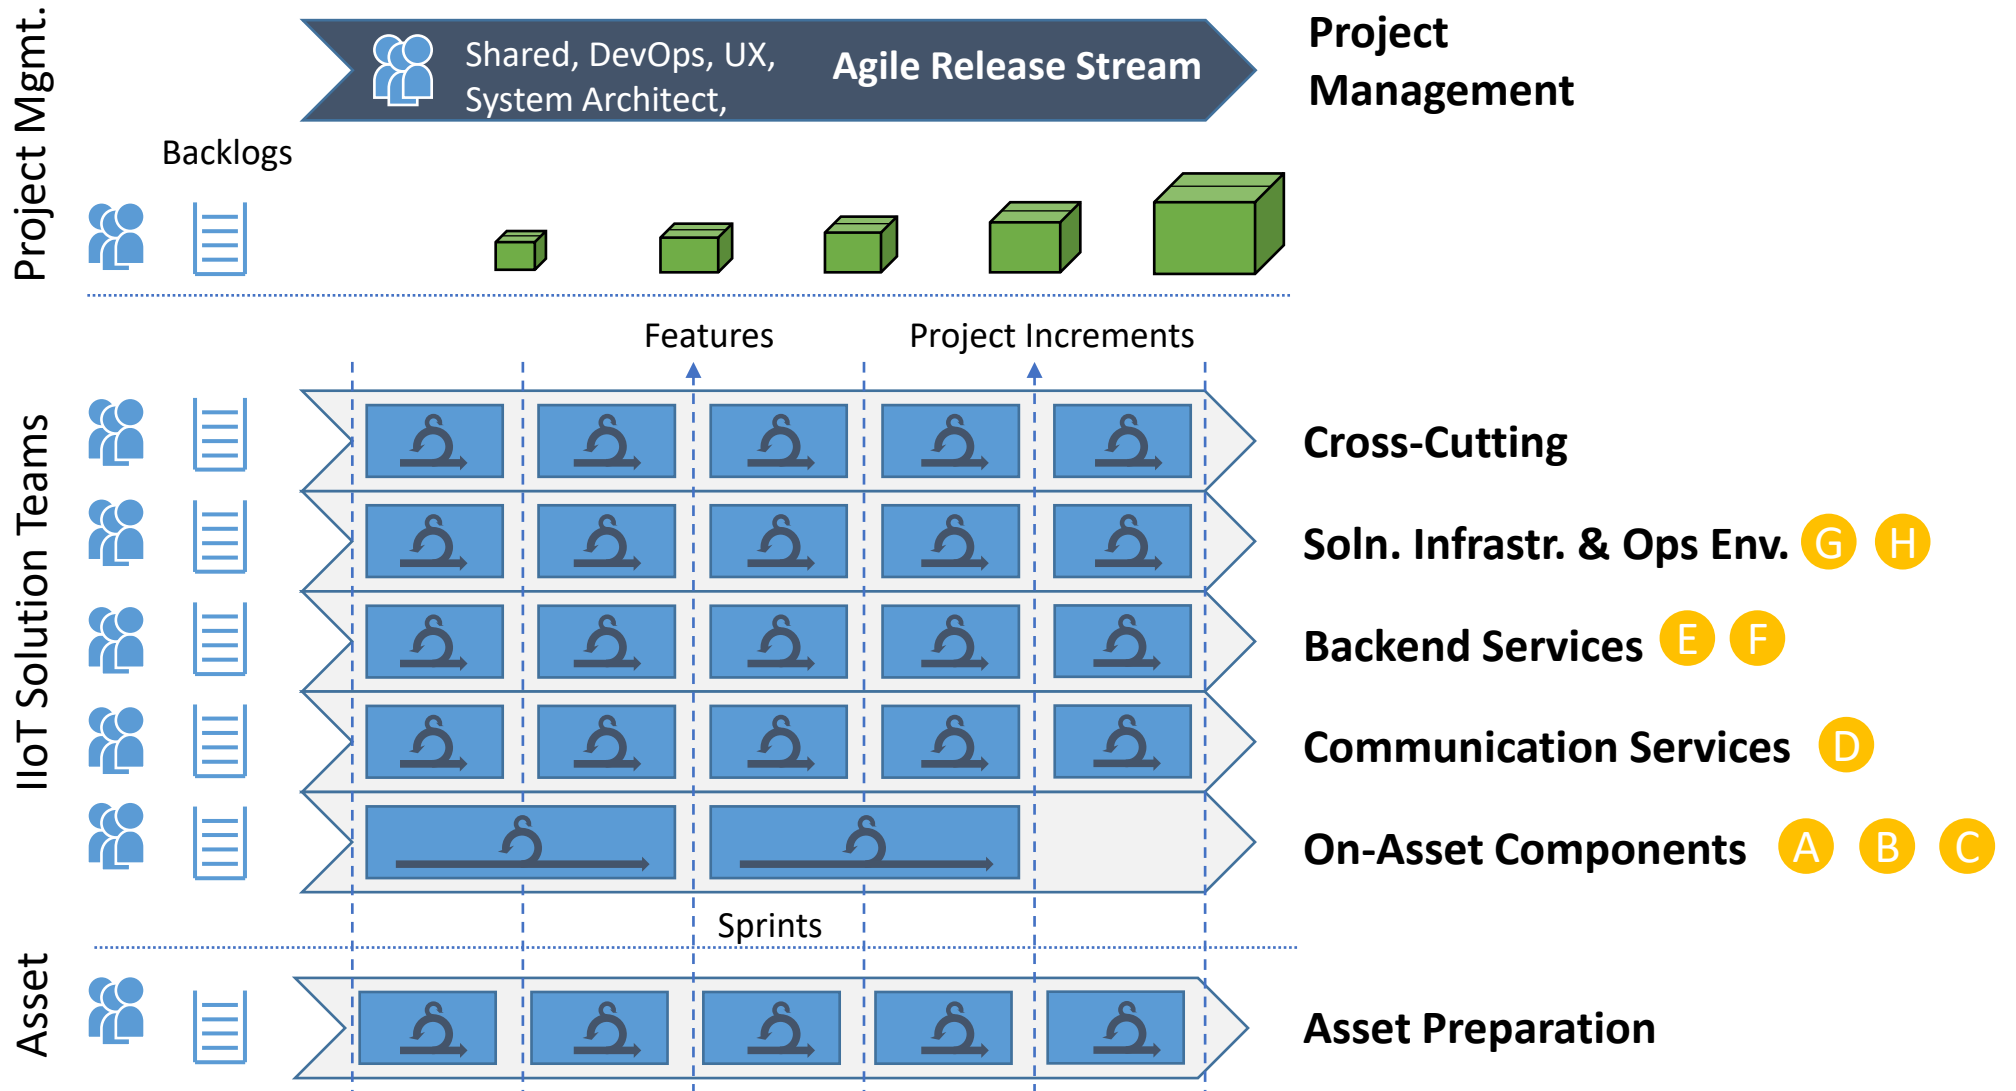 Project Mgmt.
Shared, DevOps, UX,
System Architect,
Agile Release Stream
Project
Management
Backlogs
Features
Project Increments
IIoT Solution Teams
Cross-Cutting
Soln. Infrastr. & Ops Env. G H
Backend Services E F
Communication Services D
On-Asset Components A B C
Sprints
Asset
Asset Preparation